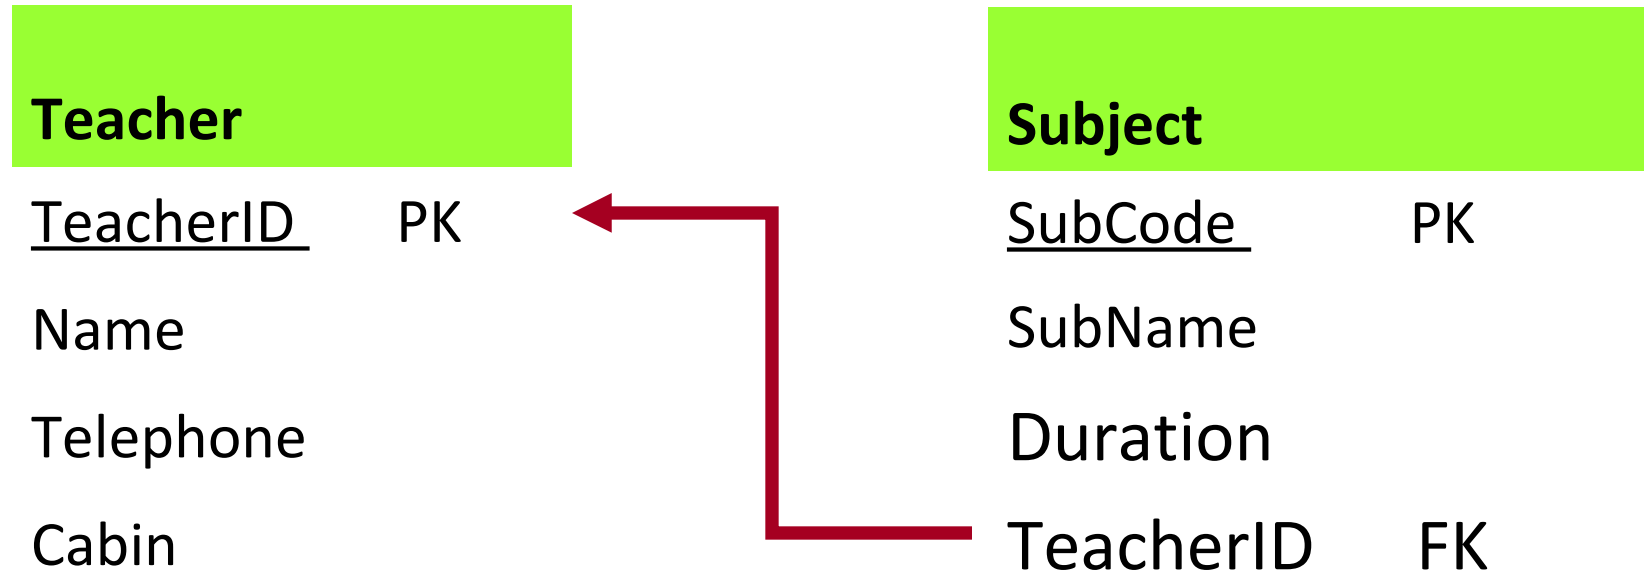 Teacher
TeacherID PK
Name
Telephone
Cabin
Subject
SubCode PK
SubName
Duration
TeacherID FK